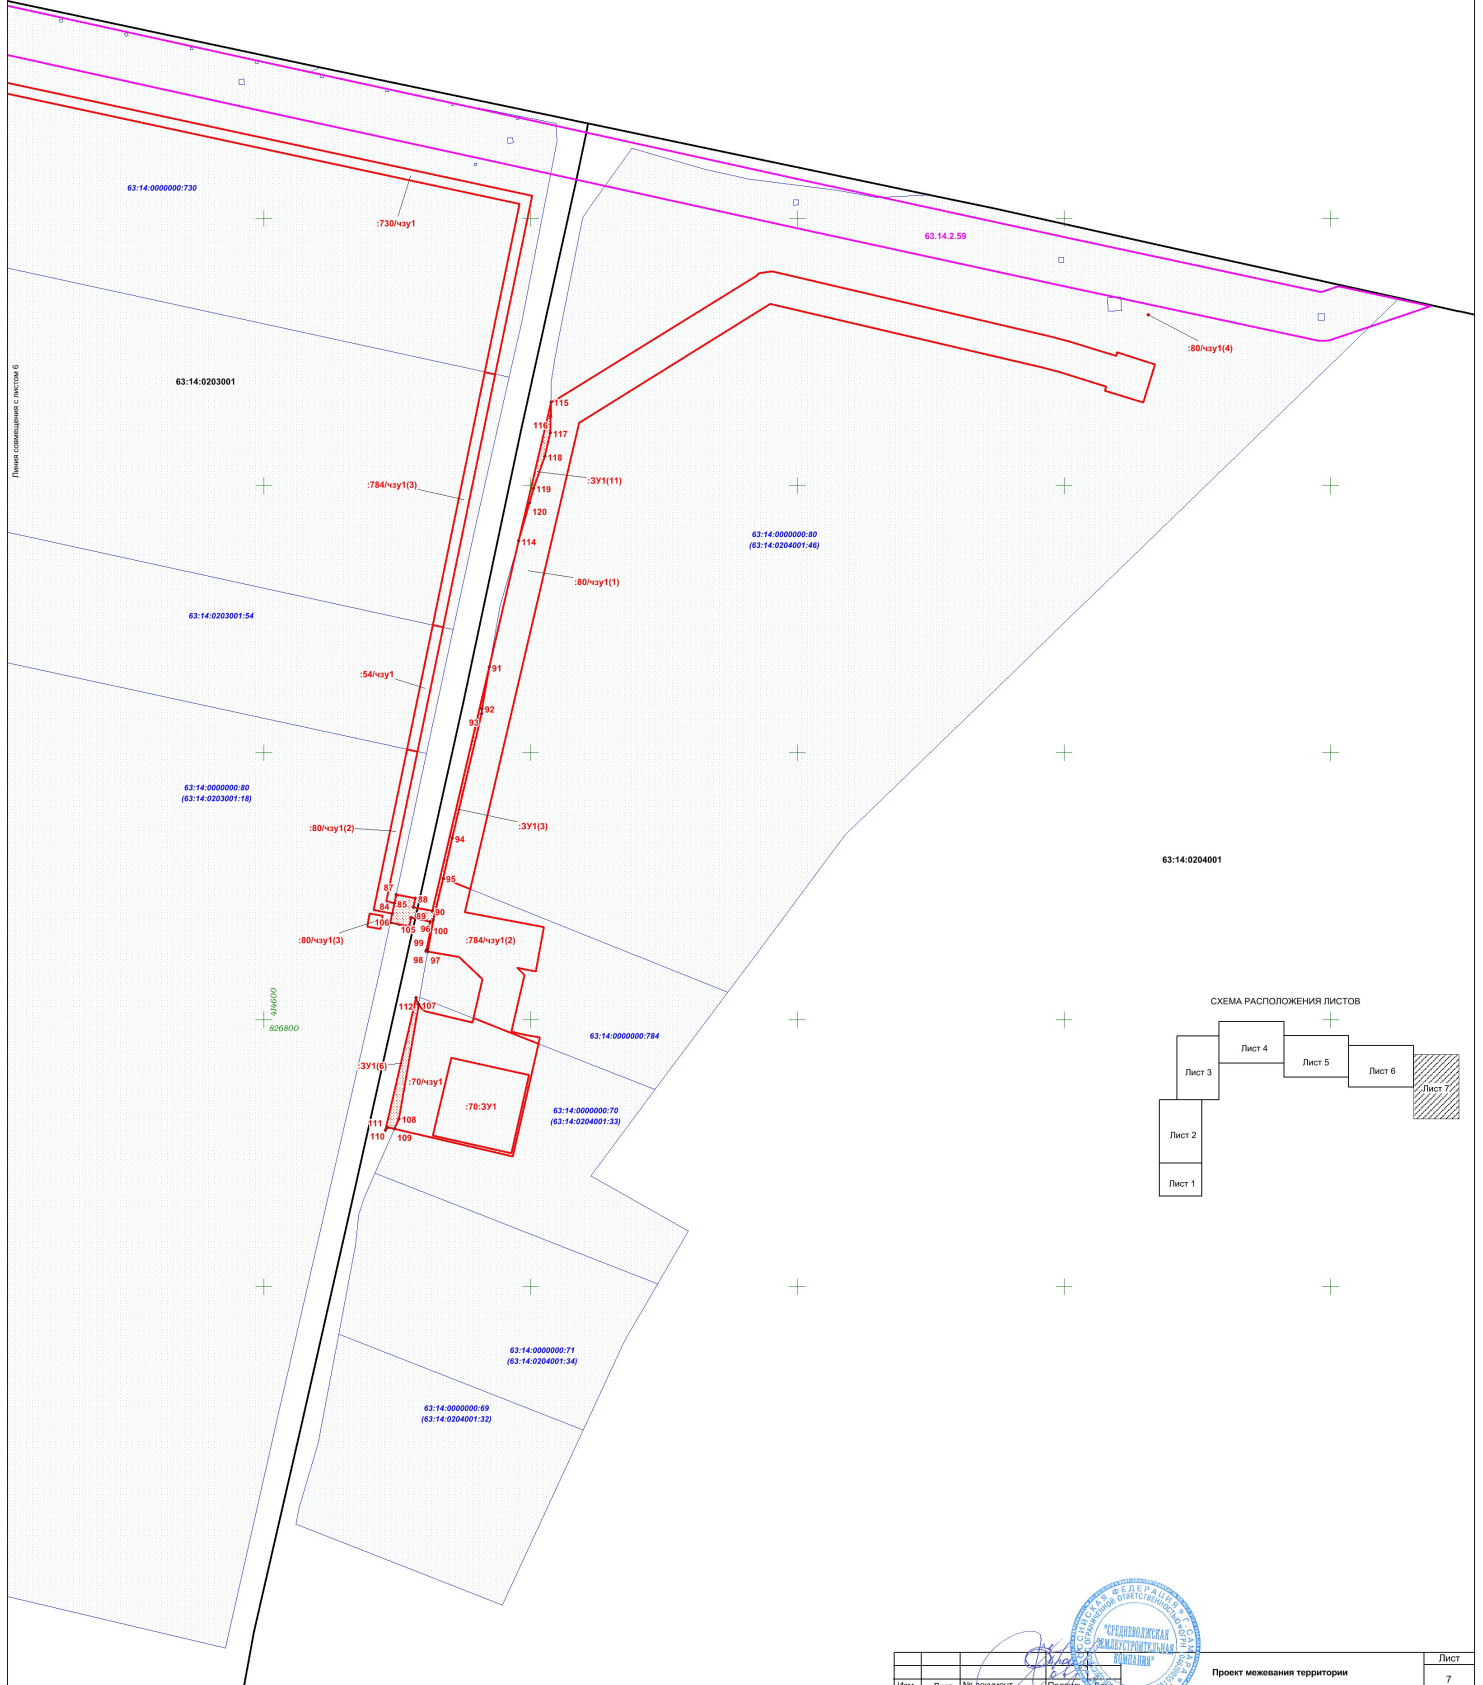 63:14:0000000:730
:730/чзу1
63.14.2.59
:80/чзу1(4)
Линия совмещения с листом 6
63:14:0203001
115
116
117
118
:ЗУ1(11)
:784/чзу1(3)
119
120
63:14:0000000:80
(63:14:0204001:46)
114
:80/чзу1(1)
63:14:0203001:54
91
:54/чзу1
92
93
63:14:0000000:80
(63:14:0203001:18)
:ЗУ1(3)
:80/чзу1(2)
94
63:14:0204001
95
87
88
85
84
90
89
106
105
96
100
:80/чзу1(3)
99
:784/чзу1(2)
98
97
414600
826800
112
107
СХЕМА РАСПОЛОЖЕНИЯ ЛИСТОВ
63:14:0000000:784
Лист 4
Лист 5
Лист 3
Лист 6
Лист 7
:ЗУ1(6)
:70/чзу1
:70:ЗУ1
63:14:0000000:70
(63:14:0204001:33)
108
111
110
109
Лист 2
Лист 1
63:14:0000000:71
(63:14:0204001:34)
63:14:0000000:69
(63:14:0204001:32)
"СРЕДНЕВОЛЖСКАЯ
ЗЕМЛЕУСТРОИТЕЛЬНАЯ
КОМПАНИЯ"
Проект межевания территории
Лист
7